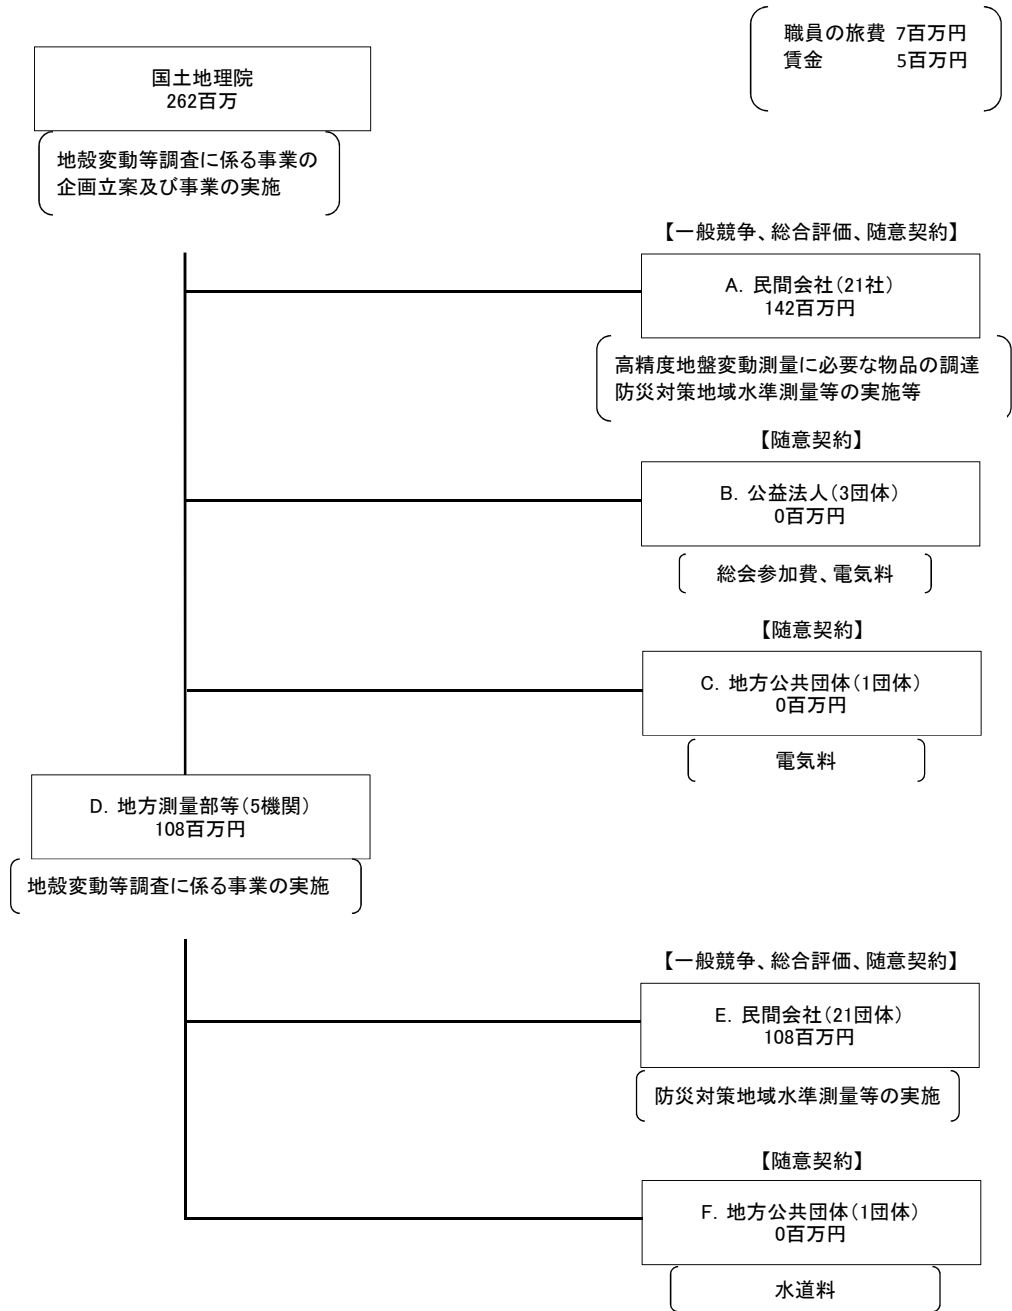 職員の旅費 7百万円
賃金 5百万円
国土地理院
262百万
地殻変動等調査に係る事業の
企画立案及び事業の実施
【一般競争、総合評価、随意契約】
A. 民間会社(21社)
142百万円
高精度地盤変動測量に必要な物品の調達
防災対策地域水準測量等の実施等
【随意契約】
B. 公益法人(3団体)
0百万円
総会参加費、電気料
【随意契約】
C. 地方公共団体(1団体)
0百万円
電気料
D. 地方測量部等(5機関)
108百万円
地殻変動等調査に係る事業の実施
【一般競争、総合評価、随意契約】
E. 民間会社(21団体)
108百万円
防災対策地域水準測量等の実施
【随意契約】
F. 地方公共団体(1団体)
0百万円
水道料